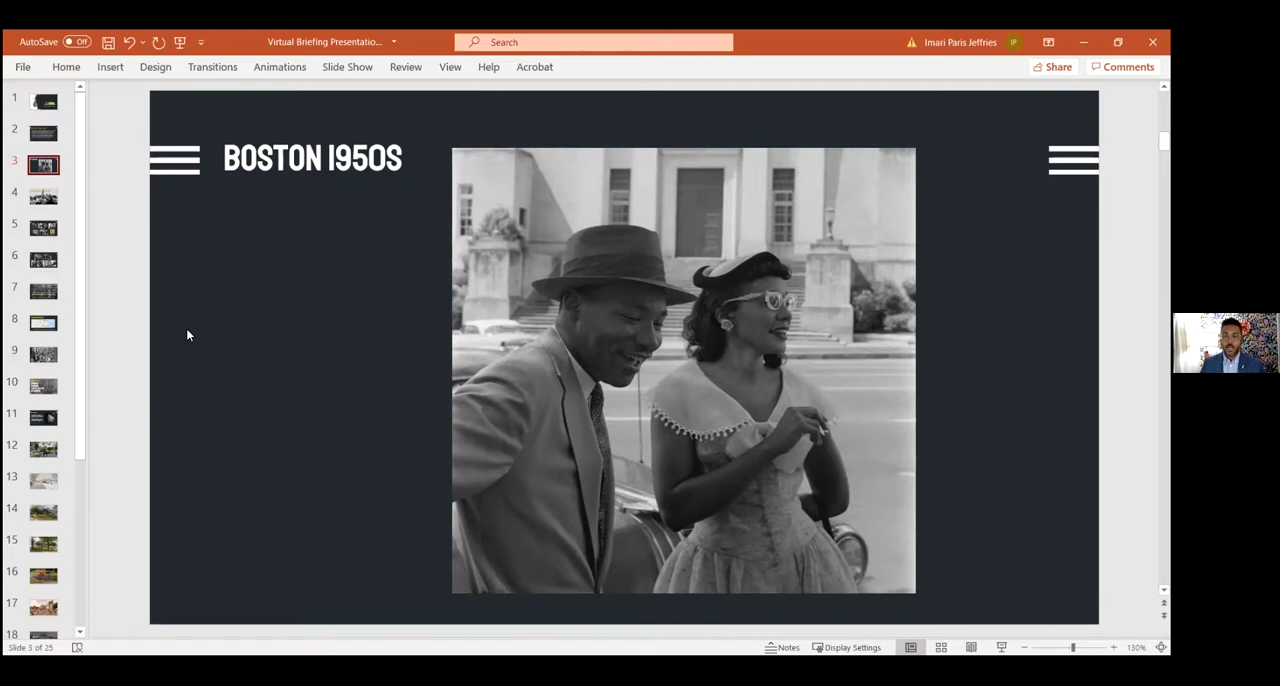 AutoSave Off
Virtual Briefing Presentatio...
Search
Imari Paris Jeffries
IP
File Home Insert Design Transitions Animations Slide Show Review View Help Acrobat
Share Comments
1
2
3
4
5
6
7
8
9
10
11
12
13
14
15
16
17
18
BOSTON 1950S
Slide 3 of 25
Notes Display Settings 130%